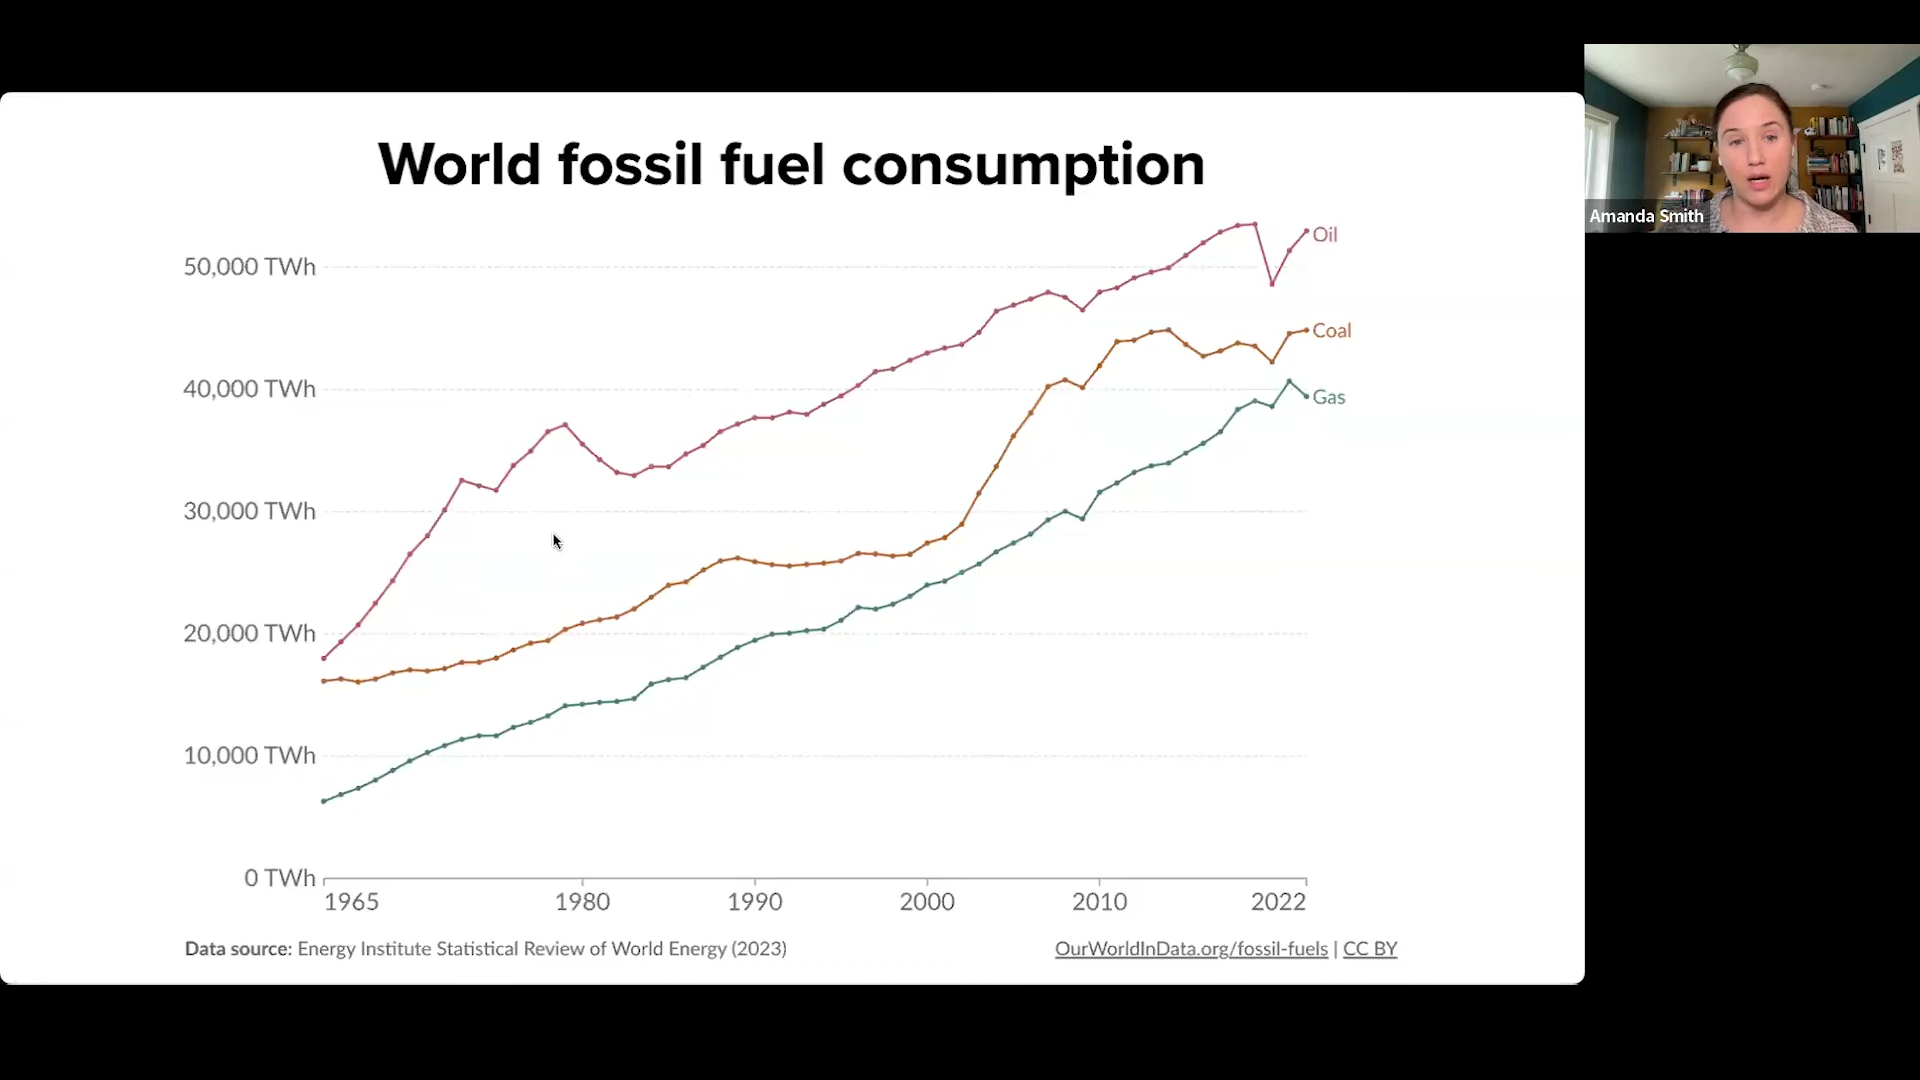 World fossil fuel consumption
Amanda Smith
Oil
50,000 TWh
Coal
40,000 TWh
Gas
30,000 TWh
20,000 TWh
10,000 TWh
0 TWh
1965 1980 1990 2000 2010 2022
Data source: Energy Institute Statistical Review of World Energy (2023)
OurWorldInData.org/fossil-fuels | CC BY